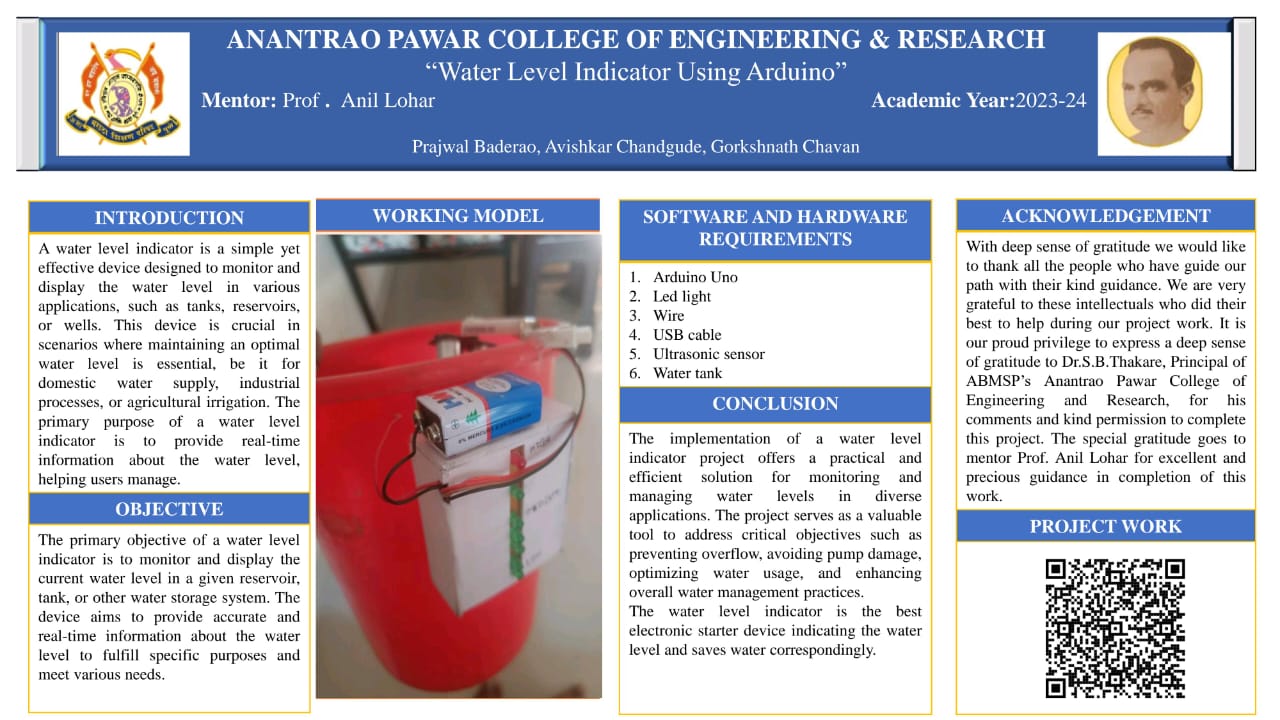 ANANTRAO PAWAR COLLEGE OF ENGINEERING & RESEARCH
“Water Level Indicator Using Arduino”
Mentor: Prof . Anil Lohar
Academic Year:2023-24
Prajwal Baderao, Avishkar Chandgude, Gorkshnath Chavan
INTRODUCTION
A water level indicator is a simple yet
effective device designed to monitor and
display the water level in various
applications, such as tanks, reservoirs,
or wells. This device is crucial in
scenarios where maintaining an optimal
water level is essential, be it for
domestic water supply, industrial
processes, or agricultural irrigation. The
primary purpose of a water level
indicator is to provide real-time
information about the water level,
helping users manage.
OBJECTIVE
The primary objective of a water level
indicator is to monitor and display the
current water level in a given reservoir,
tank, or other water storage system. The
device aims to provide accurate and
real-time information about the water
level to fulfill specific purposes and
meet various needs.
WORKING MODEL
SOFTWARE AND HARDWARE
REQUIREMENTS
1. Arduino Uno
2. Led light
3. Wire
4. USB cable
5. Ultrasonic sensor
6. Water tank
CONCLUSION
The implementation of a water level
indicator project offers a practical and
efficient solution for monitoring and
managing water levels in diverse
applications. The project serves as a valuable
tool to address critical objectives such as
preventing overflow, avoiding pump damage,
optimizing water usage, and enhancing
overall water management practices.
The water level indicator is the best
electronic starter device indicating the water
level and saves water correspondingly.
ACKNOWLEDGEMENT
With deep sense of gratitude we would like
to thank all the people who have guide our
path with their kind guidance. We are very
grateful to these intellectuals who did their
best to help during our project work. It is
our proud privilege to express a deep sense
of gratitude to Dr.S.B.Thakare, Principal of
ABMSP’s Anantrao Pawar College of
Engineering and Research, for his
comments and kind permission to complete
this project. The special gratitude goes to
mentor Prof. Anil Lohar for excellent and
precious guidance in completion of this
work.
PROJECT WORK